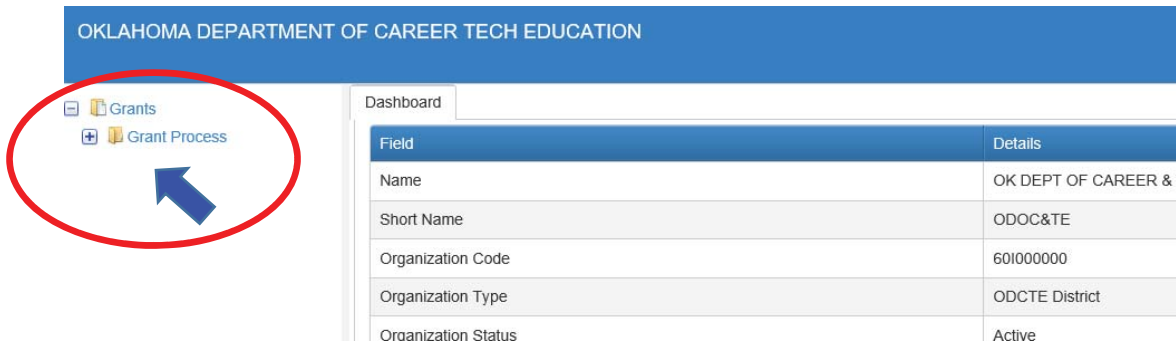 OKLAHOMA DEPARTMENT OF CAREER TECH EDUCATION
Grants
Grant Process
Dashboard
Field Details
Name OK DEPT OF CAREER &
Short Name ODOC&TE
Organization Code 60I000000
Organization Type ODCTE District
Organization Status Active